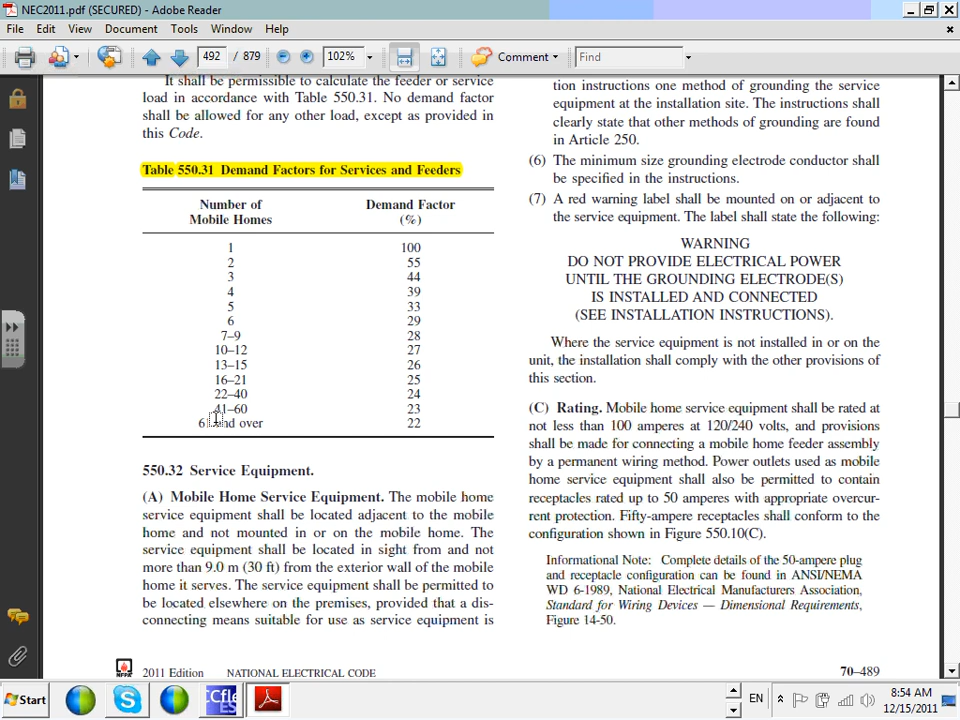 NEC2011.pdf (SECURED) - Adobe Reader
File Edit View Document Tools Window Help
492 / 879 102% Comment Find
It shall be permissible to calculate the feeder or service
load in accordance with Table 550.31. No demand factor
shall be allowed for any other load, except as provided in
this Code.
Table 550.31 Demand Factors for Services and Feeders
Number of Demand Factor
Mobile Homes (%)
1 100
2 55
3 44
4 39
5 33
6 29
7–9 28
10–12 27
13–15 26
16–21 25
22–40 24
41–60 23
and over 22
550.32 Service Equipment.
(A) Mobile Home Service Equipment. The mobile home
service equipment shall be located adjacent to the mobile
home and not mounted in or on the mobile home. The
service equipment shall be located in sight from and not
more than 9.0 m (30 ft) from the exterior wall of the mobile
home it serves. The service equipment shall be permitted to
be located elsewhere on the premises, provided that a dis-
connecting means suitable for use as service equipment is
tion instructions one method of grounding the service
equipment at the installation site. The instructions shall
clearly state that other methods of grounding are found
in Article 250.
(6) The minimum size grounding electrode conductor shall
be specified in the instructions.
(7) A red warning label shall be mounted on or adjacent to
the service equipment. The label shall state the following:
WARNING
DO NOT PROVIDE ELECTRICAL POWER
UNTIL THE GROUNDING ELECTRODE(S)
IS INSTALLED AND CONNECTED
(SEE INSTALLATION INSTRUCTIONS).
Where the service equipment is not installed in or on the
unit, the installation shall comply with the other provisions of
this section.
(C) Rating. Mobile home service equipment shall be rated at
not less than 100 amperes at 120/240 volts, and provisions
shall be made for connecting a mobile home feeder assembly
by a permanent wiring method. Power outlets used as mobile
home service equipment shall also be permitted to contain
receptacles rated up to 50 amperes with appropriate overcur-
rent protection. Fifty-ampere receptacles shall conform to the
configuration shown in Figure 550.10(C).
Informational Note: Complete details of the 50-ampere plug
and receptacle configuration can be found in ANSI/NEMA
WD 6-1989, National Electrical Manufacturers Association,
Standard for Wiring Devices — Dimensional Requirements,
Figure 14-50.
NFPA 2011 Edition NATIONAL ELECTRICAL CODE 70–489
Start EN 8:54 AM
12/15/2011